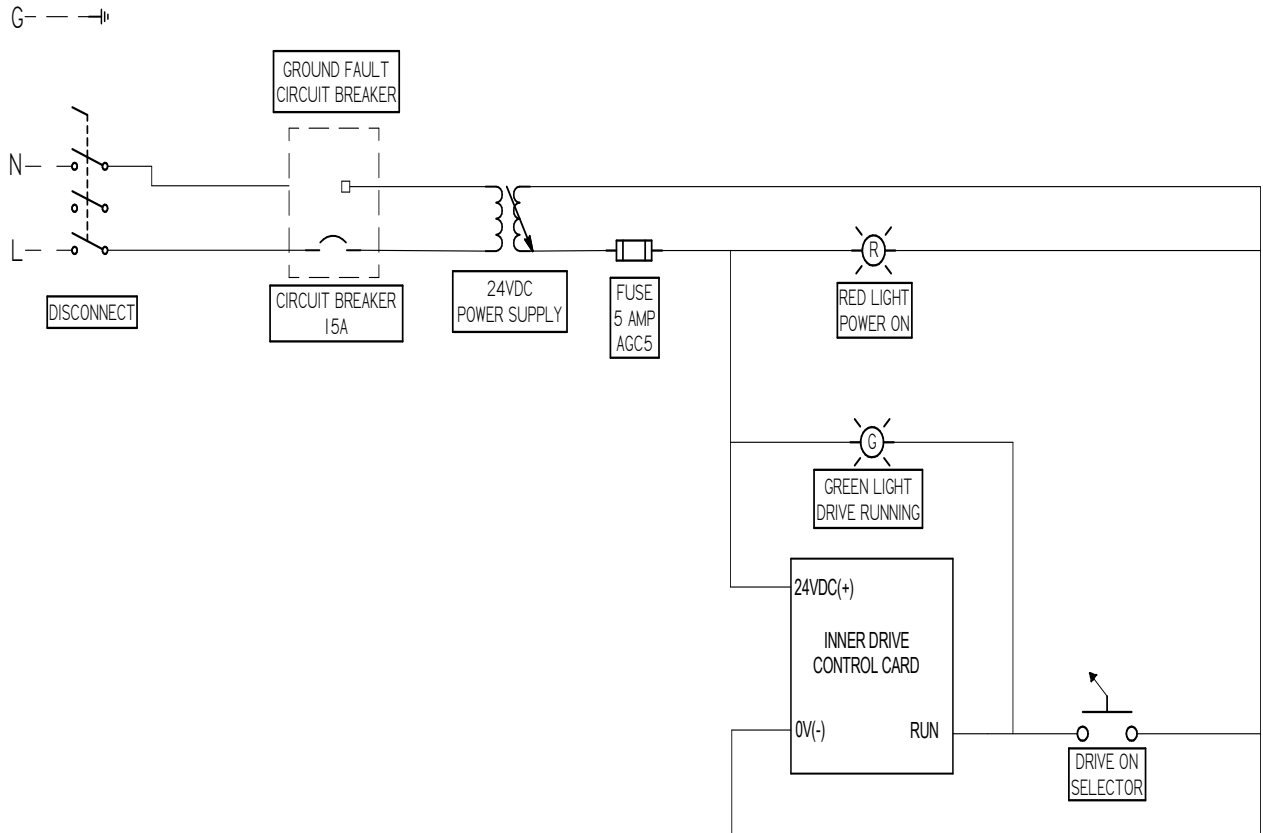 G
GROUND FAULT
CIRCUIT BREAKER
N
L
DISCONNECT
CIRCUIT BREAKER
15A
24VDC
POWER SUPPLY
FUSE
5 AMP
AGC5
R
RED LIGHT
POWER ON
G
GREEN LIGHT
DRIVE RUNNING
24VDC(+)
INNER DRIVE
CONTROL CARD
0V(-)
RUN
DRIVE ON
SELECTOR